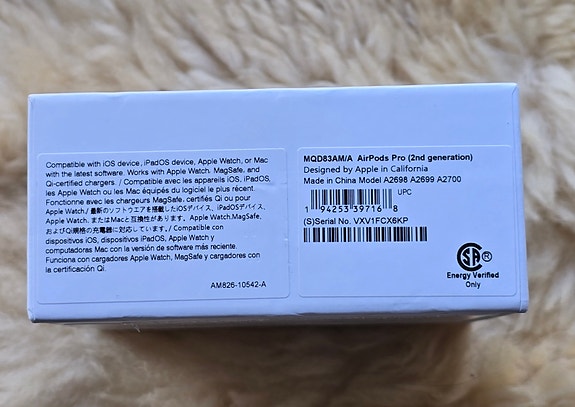 Compatible with iOS device, iPadOS device, Apple Watch, or Mac
with the latest software. Works with Apple Watch, MagSafe, and
Qi-certified chargers. / Compatible avec les appareils iOS, iPadOS,
les Apple Watch ou les Mac équipés du logiciel le plus récent.
Fonctionne avec les chargeurs MagSafe, certifiés Qi ou pour
Apple Watch./ 最新のソフトウエアを搭載したiOSデバイス、iPadOSデバイス、
Apple Watch、またはMacと互換性があります。Apple Watch、MagSafe、
およびQi規格の充電器に対応しています。/ Compatible con
dispositivos iOS, dispositivos iPadOS, Apple Watch y
computadoras Mac con la versión de software más reciente.
Funciona con cargadores Apple Watch, MagSafe y cargadores con
la certificación Qi.
AM826-10542-A
MQD83AM/A AirPods Pro (2nd generation)
Designed by Apple in California
Made in China Model A2698 A2699 A2700
UPC
1 94253 39716 8
(S)Serial No. VXV1FCX6KP
SA ®
Energy Verified
Only